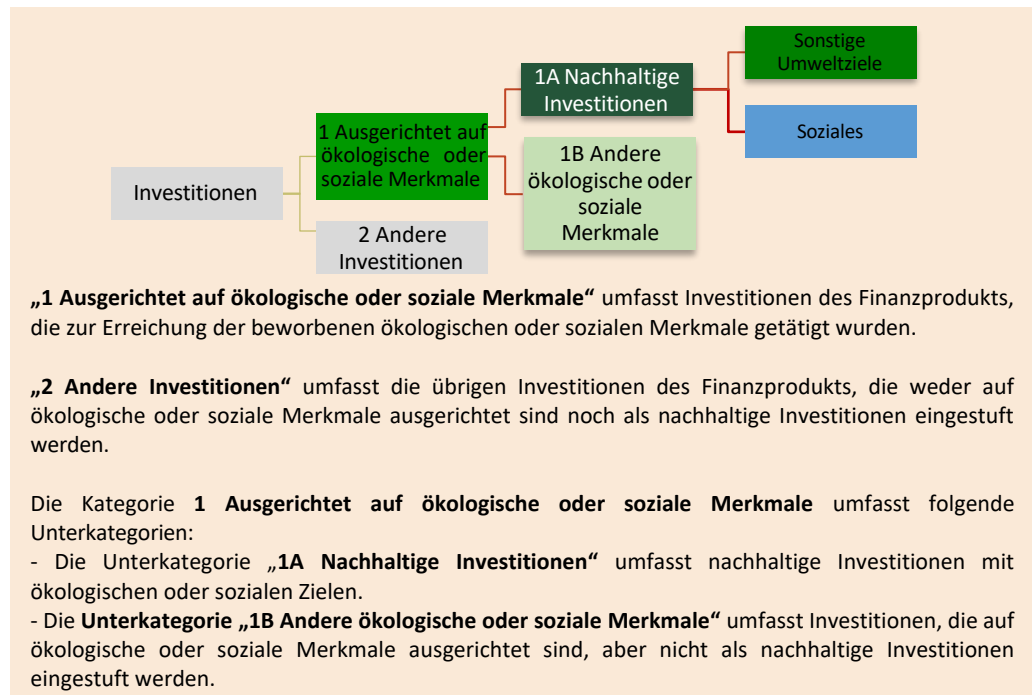 Sonstige
Umweltziele
1A Nachhaltige
Investitionen
1 Ausgerichtet auf
ökologische oder
soziale Merkmale
Soziales
1B Andere
ökologische oder
soziale
Merkmale
Investitionen
2 Andere
Investitionen
„1 Ausgerichtet auf ökologische oder soziale Merkmale“ umfasst Investitionen des Finanzprodukts,
die zur Erreichung der beworbenen ökologischen oder sozialen Merkmale getätigt wurden.
„2 Andere Investitionen“ umfasst die übrigen Investitionen des Finanzprodukts, die weder auf
ökologische oder soziale Merkmale ausgerichtet sind noch als nachhaltige Investitionen eingestuft
werden.
Die Kategorie 1 Ausgerichtet auf ökologische oder soziale Merkmale umfasst folgende
Unterkategorien:
- Die Unterkategorie „1A Nachhaltige Investitionen“ umfasst nachhaltige Investitionen mit
ökologischen oder sozialen Zielen.
- Die Unterkategorie „1B Andere ökologische oder soziale Merkmale“ umfasst Investitionen, die auf
ökologische oder soziale Merkmale ausgerichtet sind, aber nicht als nachhaltige Investitionen
eingestuft werden.